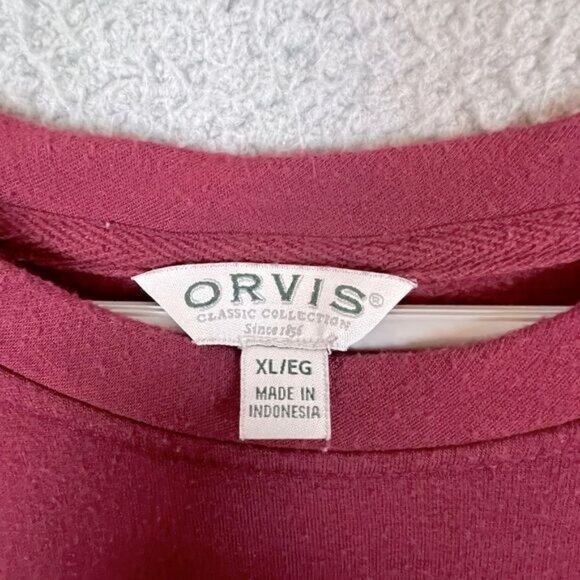 ORVIS®
CLASSIC COLLECTION
Since 1856
XL/EG
MADE IN
INDONESIA